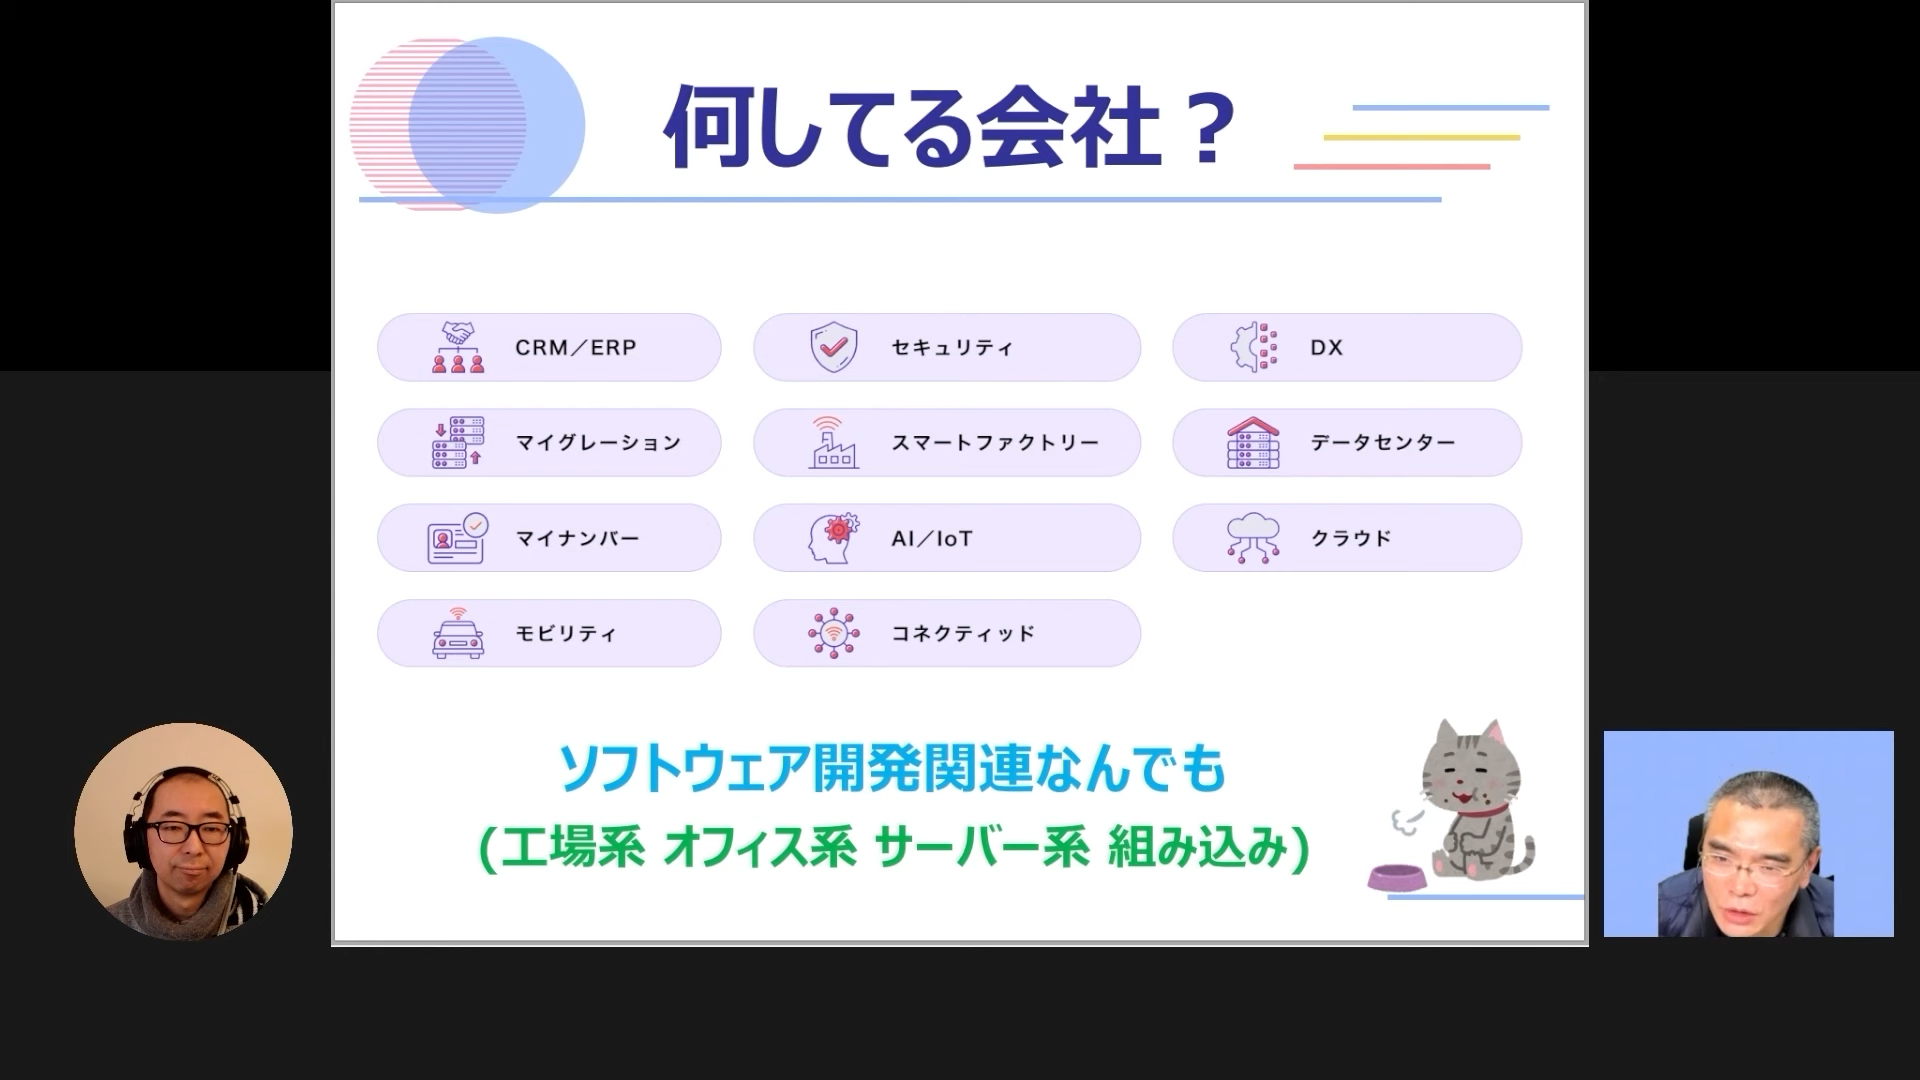 何してる会社？
CRM／ERP
セキュリティ
DX
マイグレーション
スマートファクトリー
データセンター
マイナンバー
AI／IoT
クラウド
モビリティ
コネクティッド
ソフトウェア開発関連なんでも
(工場系 オフィス系 サーバー系 組み込み)